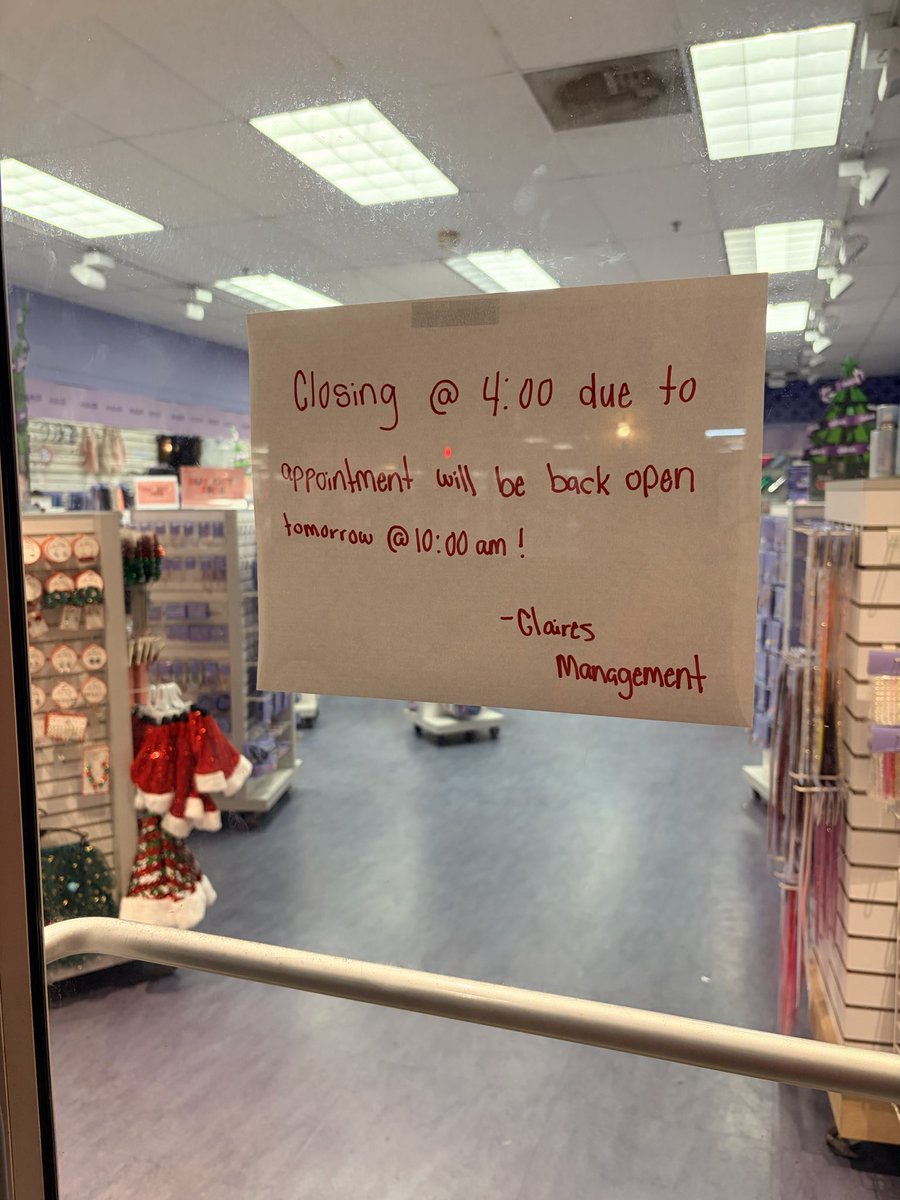 Closing @ 4:00 due to
appointment will be back open
tomorrow @10:00 am!
-Claires
Management